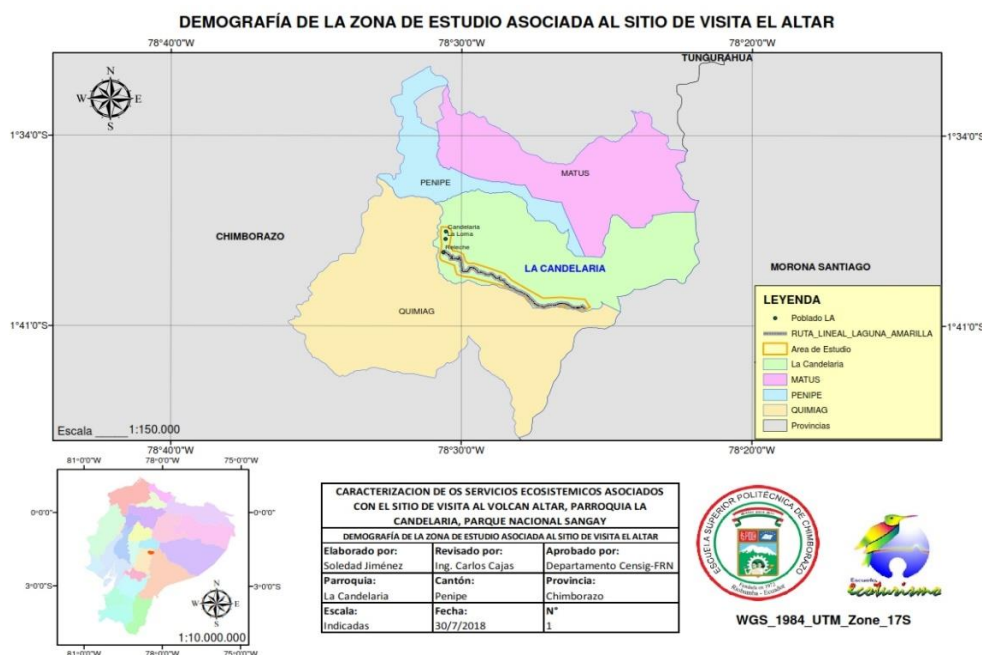 DEMOGRAFÍA DE LA ZONA DE ESTUDIO ASOCIADA AL SITIO DE VISITA EL ALTAR
78°40'0"W 78°30'0"W 78°20'0"W
TUNGURAHUA
N
W E
S
1°34'0"S 1°34'0"S
MATUS
PENIPE
Candelaria
La Loma
Releche
CHIMBORAZO
LA CANDELARIA
MORONA SANTIAGO
QUIMIAG
1°41'0"S 1°41'0"S
LEYENDA
Poblado LA
RUTA_LINEAL_LAGUNA_AMARILLA
Area de Estudio
La Candelaria
MATUS
PENIPE
QUIMIAG
Provincias
Escala _____ 1:150.000
78°40'0"W 78°30'0"W 78°20'0"W
81°0'0"W 78°0'0"W 75°0'0"W
0°0'0" 0°0'0"
3°0'0"S 3°0'0"S
N
W E
S
1:10.000.000
81°0'0"W 78°0'0"W 75°0'0"W
CARACTERIZACION DE OS SERVICIOS ECOSISTEMICOS ASOCIADOS
CON EL SITIO DE VISITA AL VOLCAN ALTAR, PARROQUIA LA
CANDELARIA, PARQUE NACIONAL SANGAY
DEMOGRAFÍA DE LA ZONA DE ESTUDIO ASOCIADA AL SITIO DE VISITA EL ALTAR
Elaborado por: Revisado por: Aprobado por:
Soledad Jiménez Ing. Carlos Cajas Departamento Censig-FRN
Parroquia: Cantón: Provincia:
La Candelaria Penipe Chimborazo
Escala: Fecha: N°
Indicadas 30/7/2018 1
ESCUELA SUPERIOR POLITÉCNICA DE CHIMBORAZO
Riobamba - Ecuador
Escuela
ecoturismo
WGS_1984_UTM_Zone_17S